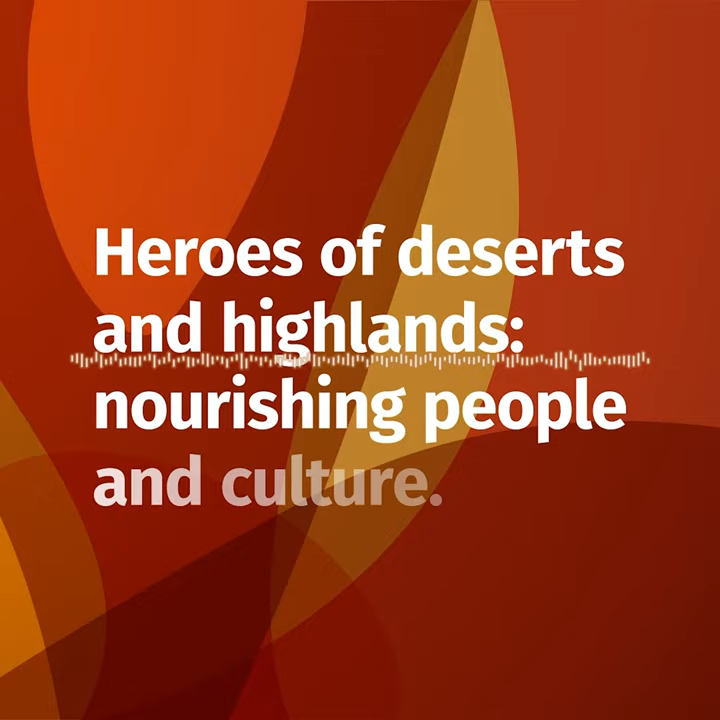 Heroes of deserts
and highlands:
nourishing people
and culture.